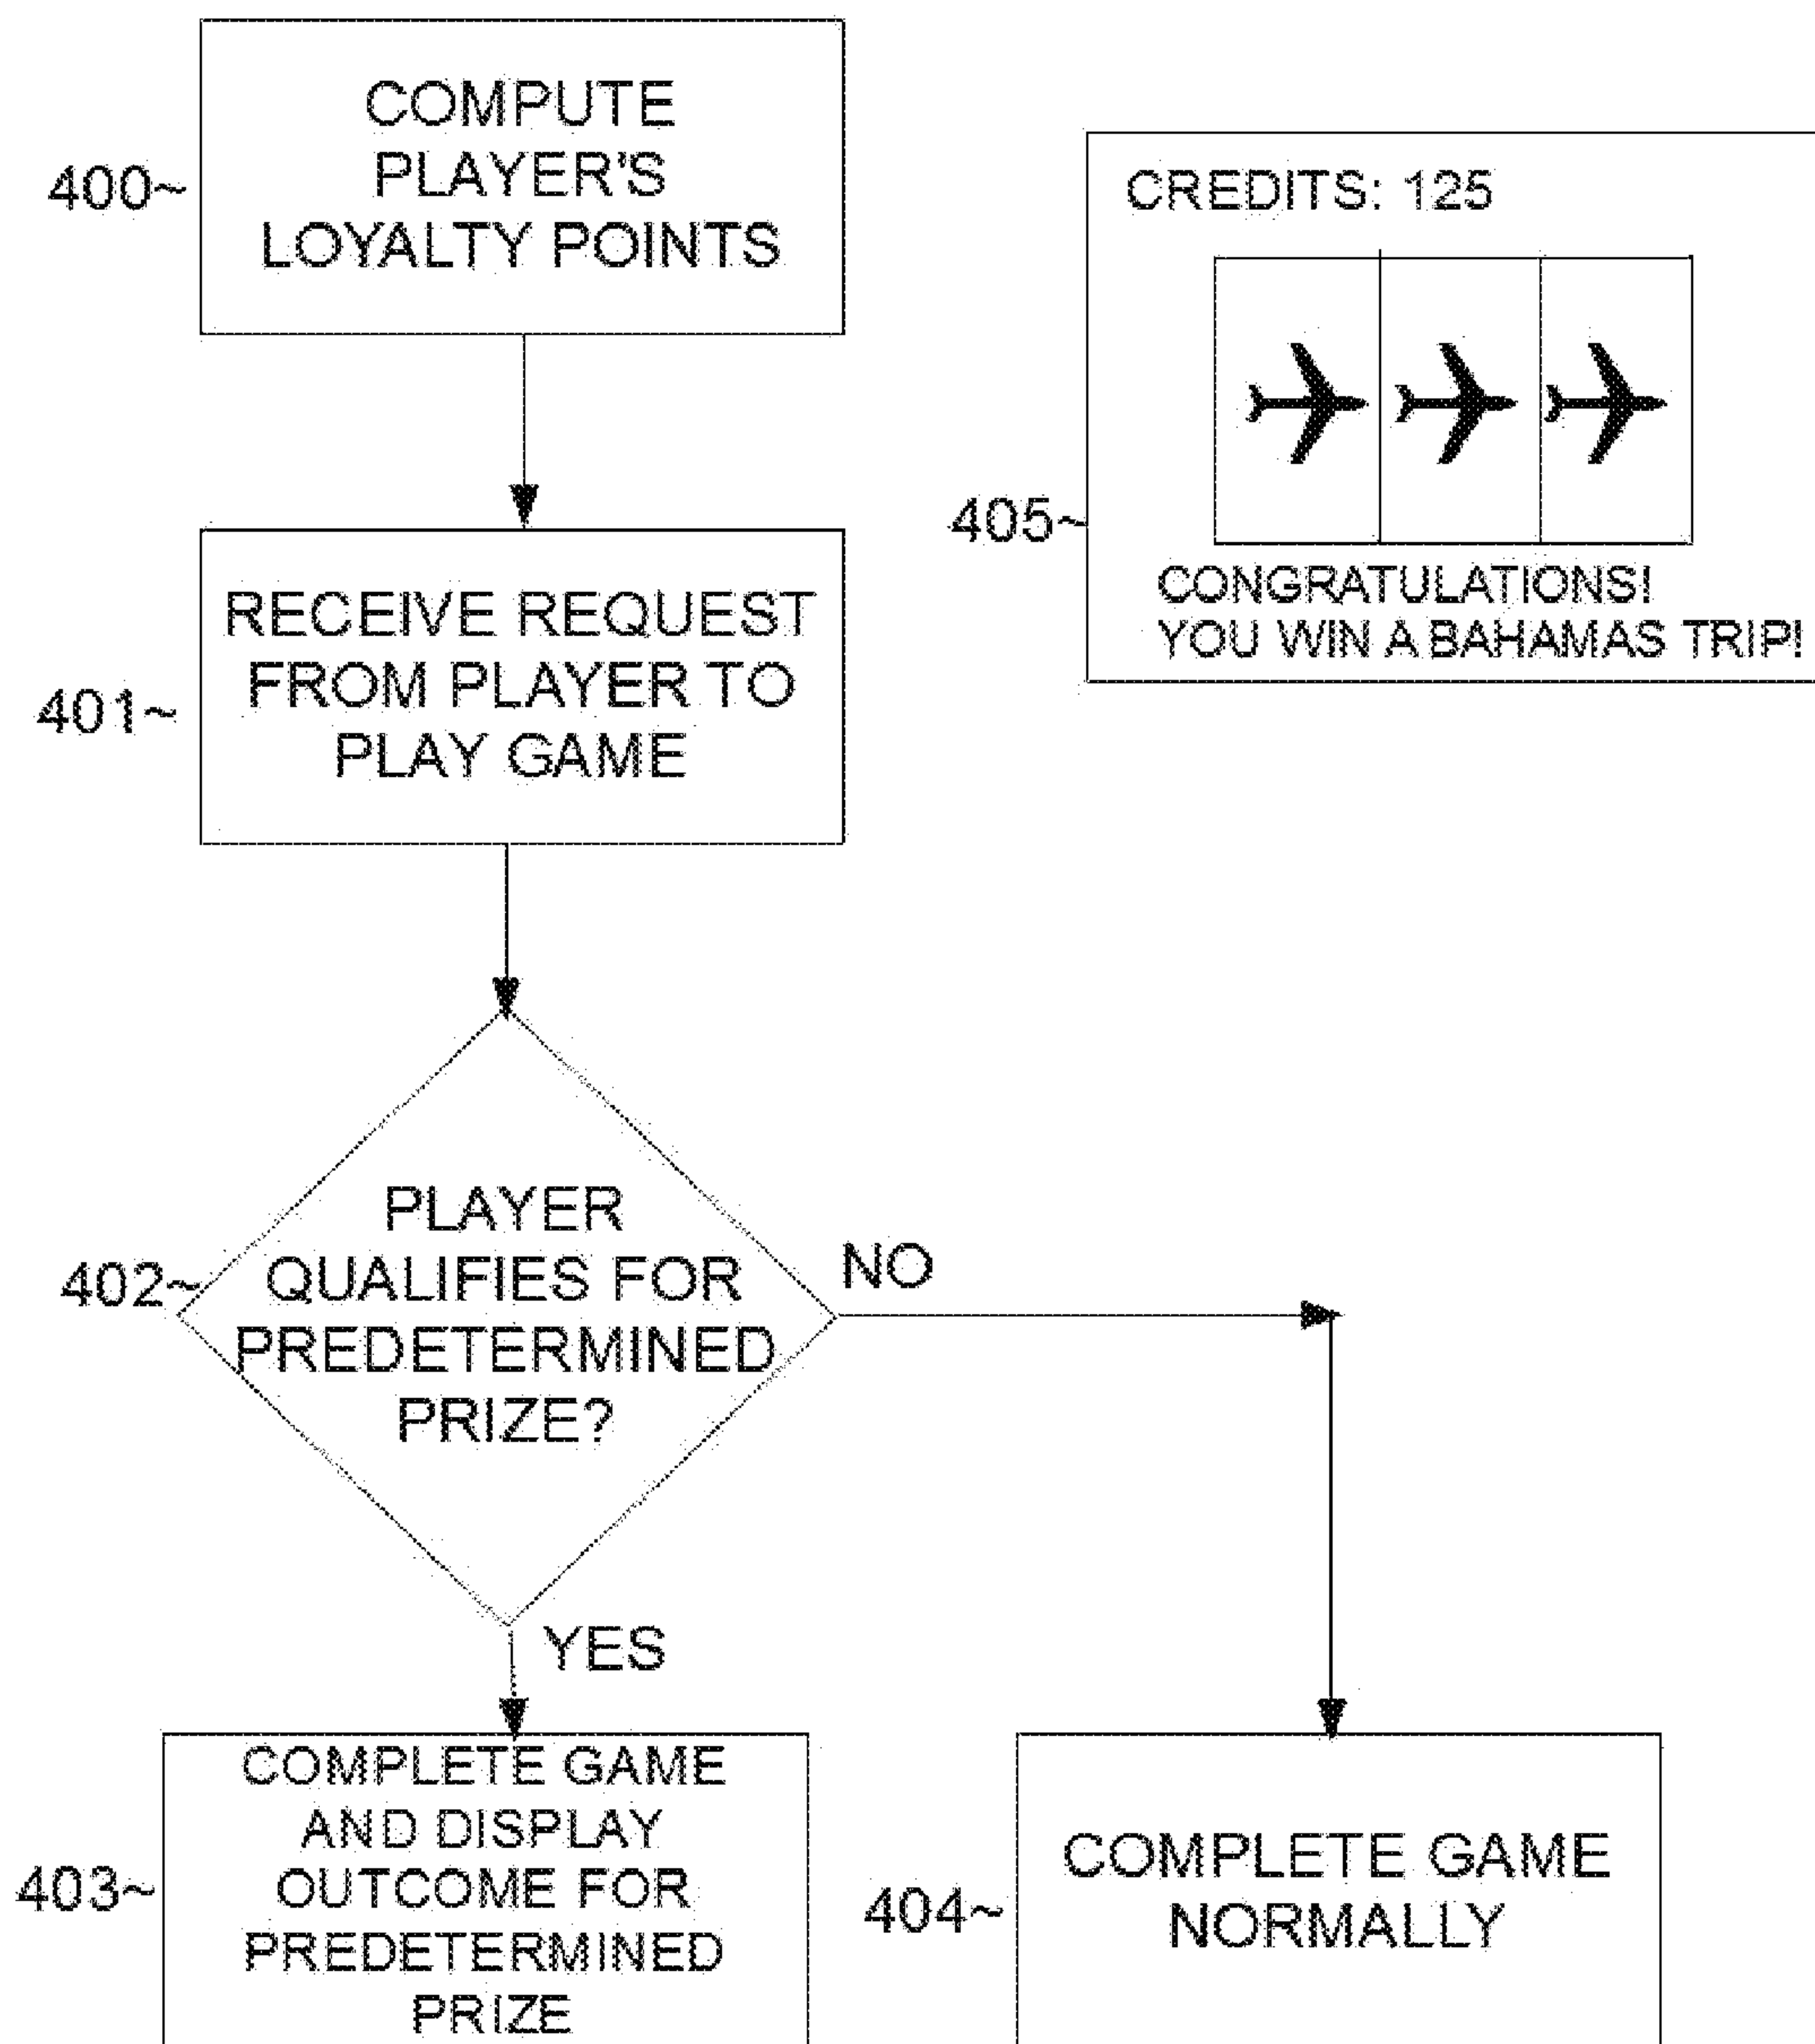 COMPUTE
PLAYER'S
LOYALTY POINTS
400~
CREDITS: 125
405~
CONGRATULATIONS!
YOU WIN A BAHAMAS TRIP!
RECEIVE REQUEST
FROM PLAYER TO
PLAY GAME
401~
PLAYER
QUALIFIES FOR
PREDETERMINED
PRIZE?
402~
NO
YES
COMPLETE GAME
AND DISPLAY
OUTCOME FOR
PREDETERMINED
PRIZE
403~
COMPLETE GAME
NORMALLY
404~